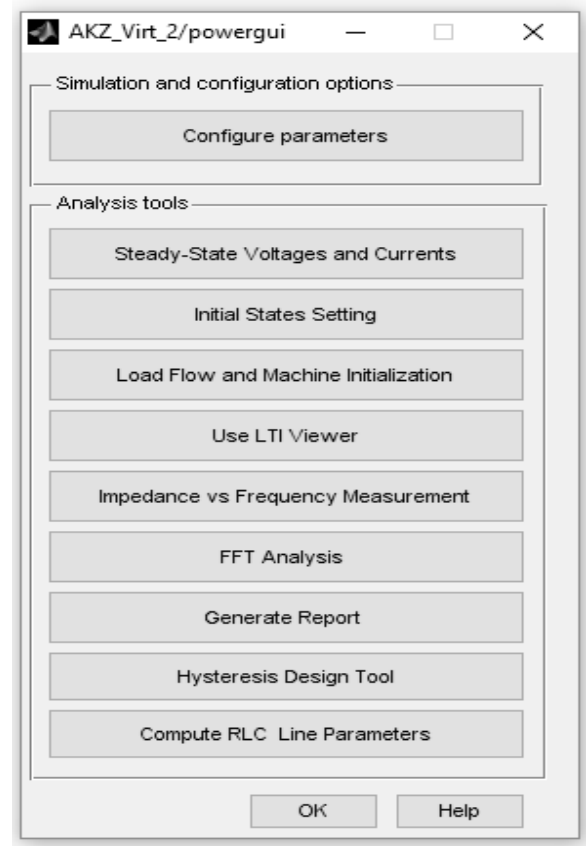 AKZ_Virt_2/powergui
Simulation and configuration options
Configure parameters
Analysis tools
Steady-State Voltages and Currents
Initial States Setting
Load Flow and Machine Initialization
Use LTI Viewer
Impedance vs Frequency Measurement
FFT Analysis
Generate Report
Hysteresis Design Tool
Compute RLC Line Parameters
OK Help